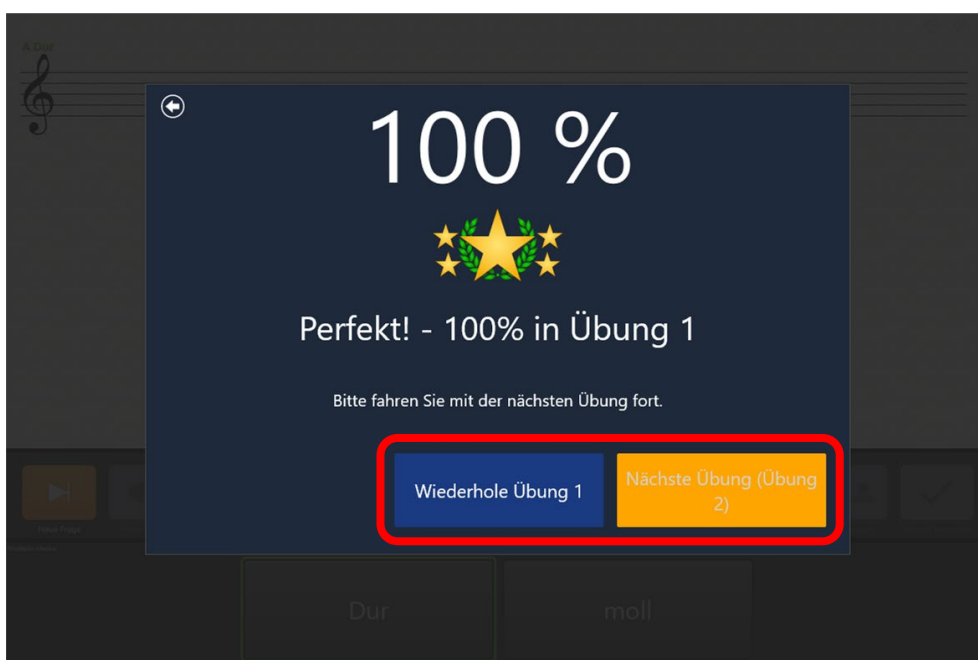 A Dur
100 %
Perfekt! - 100% in Übung 1
Bitte fahren Sie mit der nächsten Übung fort.
Wiederhole Übung 1
Nächste Übung (Übung
2)
Neue Frage
Dur
moll